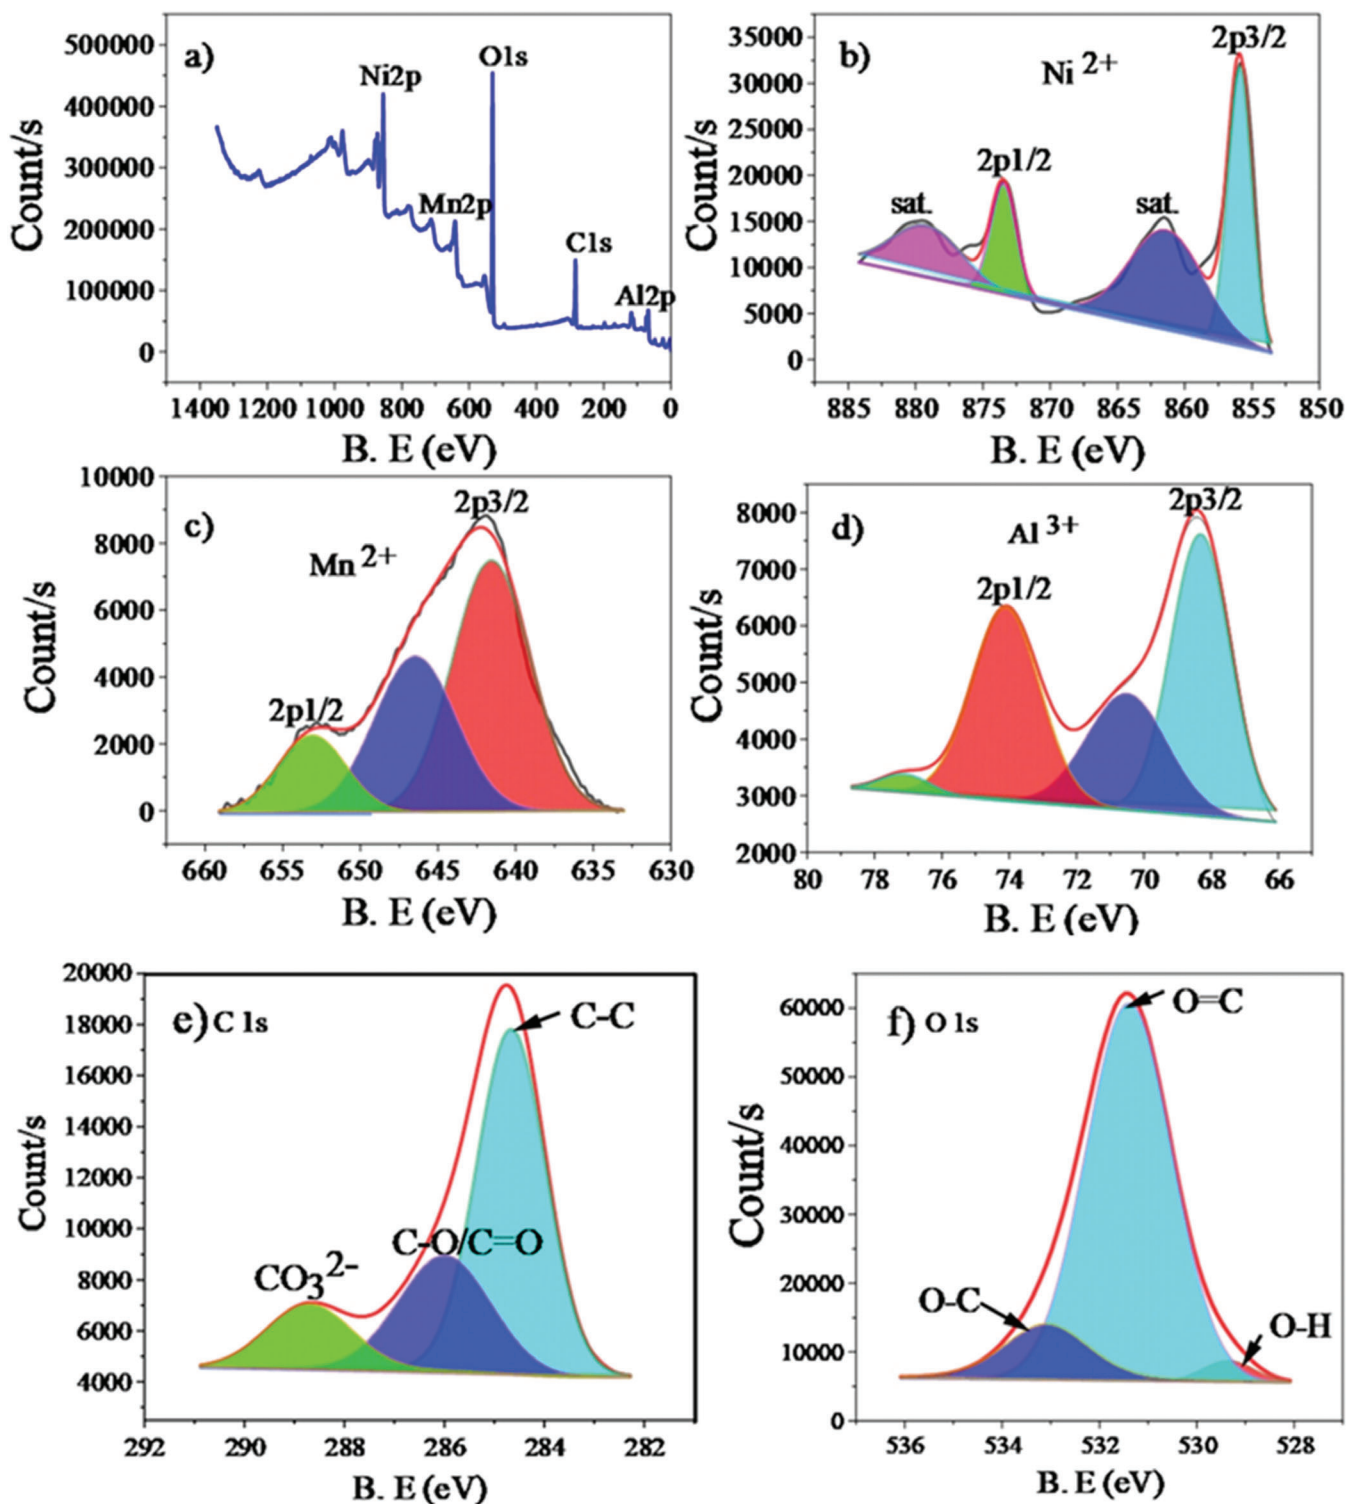 a)
Count/s
500000
400000
300000
200000
100000
0
Ni2p
O1s
Mn2p
C1s
Al2p
1400 1200 1000 800 600 400 200 0
B. E (eV)
b)
Count/s
35000
30000
25000
20000
15000
10000
5000
0
Ni 2+
2p3/2
2p1/2
sat.
sat.
885 880 875 870 865 860 855 850
B. E (eV)
c)
Count/s
10000
8000
6000
4000
2000
0
Mn 2+
2p3/2
2p1/2
660 655 650 645 640 635 630
B. E (eV)
d)
Count/s
8000
7000
6000
5000
4000
3000
2000
Al 3+
2p3/2
2p1/2
80 78 76 74 72 70 68 66
B. E (eV)
e) C 1s
Count/s
20000
18000
16000
14000
12000
10000
8000
6000
4000
C-C
C-O/C=O
CO3 2-
292 290 288 286 284 282
B. E (eV)
f) O 1s
Count/s
60000
50000
40000
30000
20000
10000
0
O=C
O-C
O-H
536 534 532 530 528
B. E (eV)